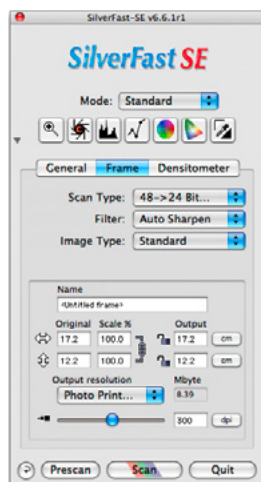 SilverFast-SE v6.6.1r1
SilverFast SE
Mode: Standard
General Frame Densitometer
Scan Type: 48->24 Bit...
Filter: Auto Sharpen
Image Type: Standard
Name
<Untitled frame>
Original Scale % Output
17.2 100.0 17.2 cm
12.2 100.0 12.2 cm
Output resolution Mbyte
Photo Print... 8.39
300 dpi
Prescan Scan Quit